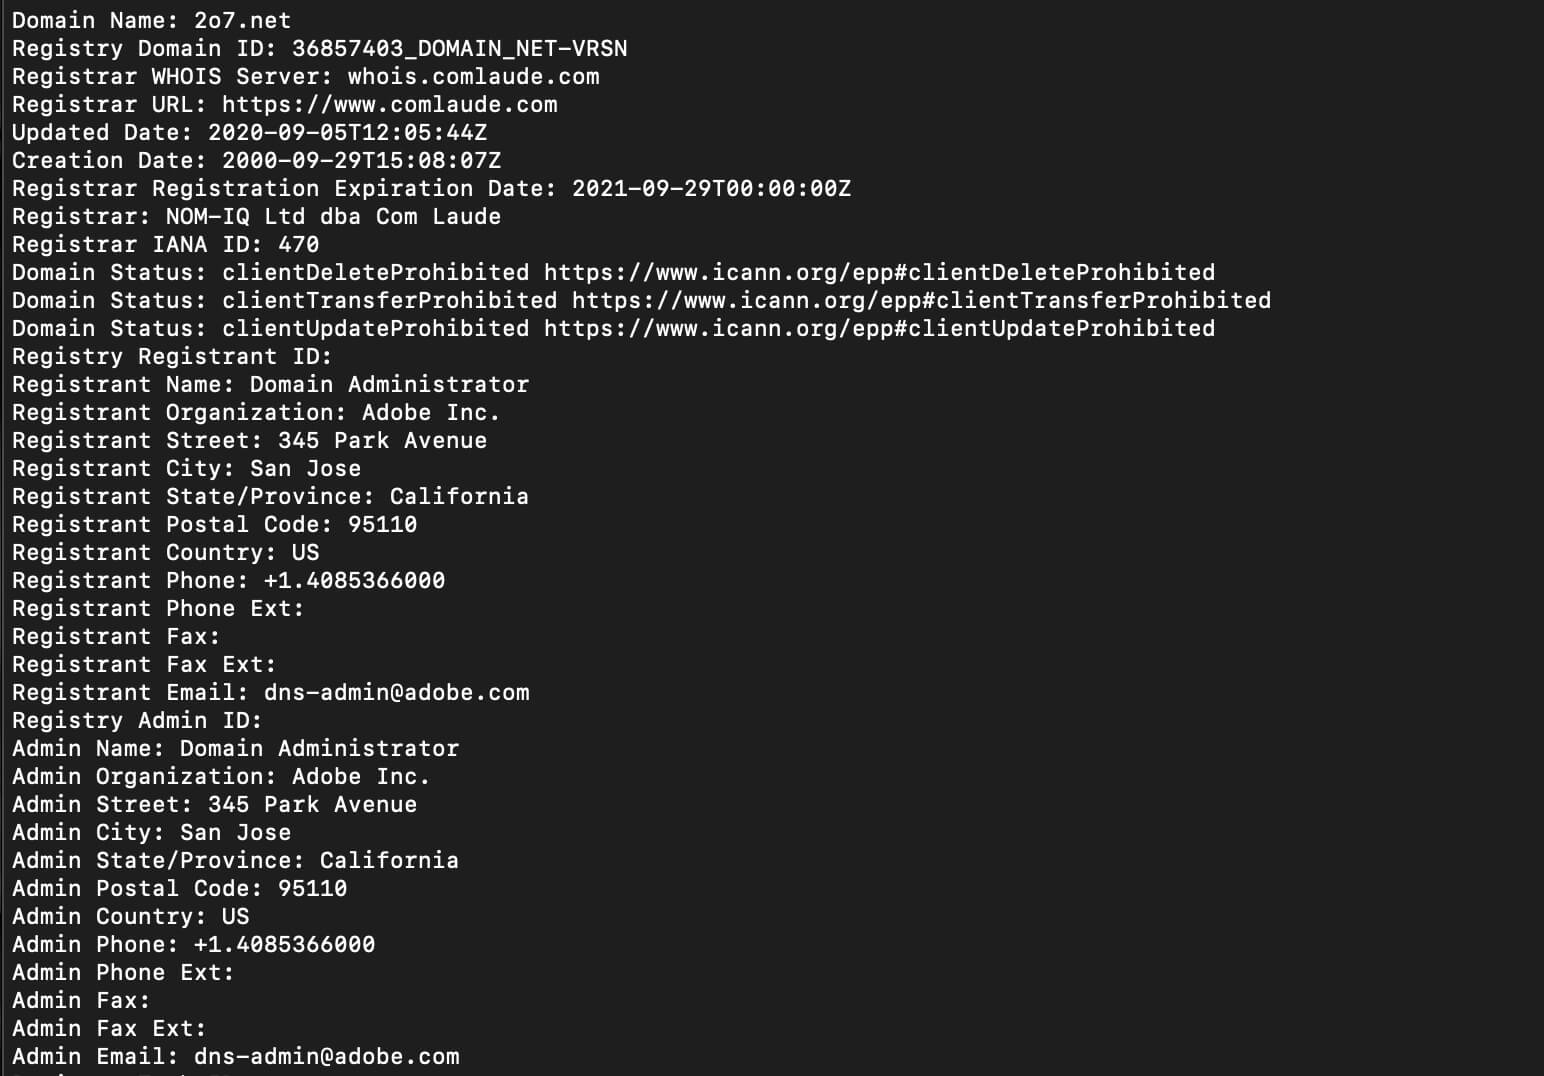 Domain Name: 2o7.net
Registry Domain ID: 36857403_DOMAIN_NET-VRSN
Registrar WHOIS Server: whois.comlaude.com
Registrar URL: https://www.comlaude.com
Updated Date: 2020-09-05T12:05:44Z
Creation Date: 2000-09-29T15:08:07Z
Registrar Registration Expiration Date: 2021-09-29T00:00:00Z
Registrar: NOM-IQ Ltd dba Com Laude
Registrar IANA ID: 470
Domain Status: clientDeleteProhibited https://www.icann.org/epp#clientDeleteProhibited
Domain Status: clientTransferProhibited https://www.icann.org/epp#clientTransferProhibited
Domain Status: clientUpdateProhibited https://www.icann.org/epp#clientUpdateProhibited
Registry Registrant ID:
Registrant Name: Domain Administrator
Registrant Organization: Adobe Inc.
Registrant Street: 345 Park Avenue
Registrant City: San Jose
Registrant State/Province: California
Registrant Postal Code: 95110
Registrant Country: US
Registrant Phone: +1.4085366000
Registrant Phone Ext:
Registrant Fax:
Registrant Fax Ext:
Registrant Email: dns-admin@adobe.com
Registry Admin ID:
Admin Name: Domain Administrator
Admin Organization: Adobe Inc.
Admin Street: 345 Park Avenue
Admin City: San Jose
Admin State/Province: California
Admin Postal Code: 95110
Admin Country: US
Admin Phone: +1.4085366000
Admin Phone Ext:
Admin Fax:
Admin Fax Ext:
Admin Email: dns-admin@adobe.com